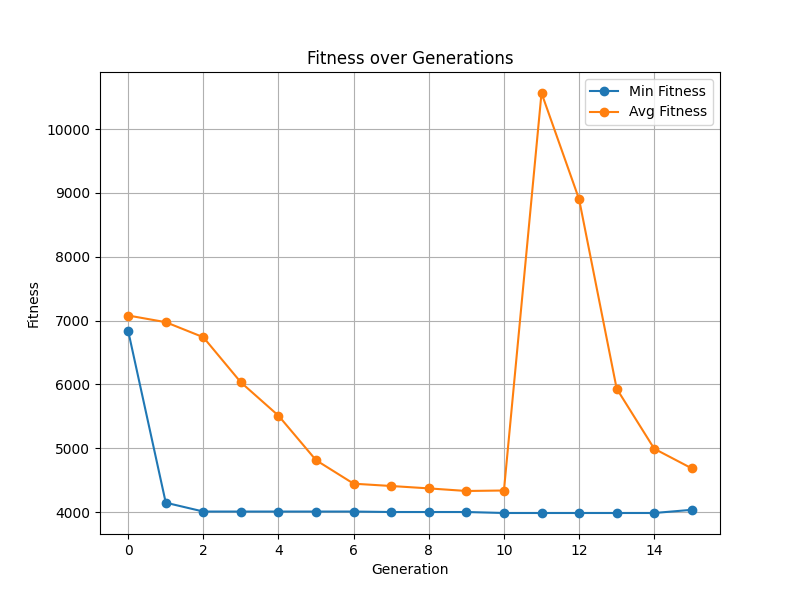 Fitness over Generations
Min Fitness
Avg Fitness
10000
9000
8000
7000
6000
5000
4000
Fitness
0 2 4 6 8 10 12 14
Generation